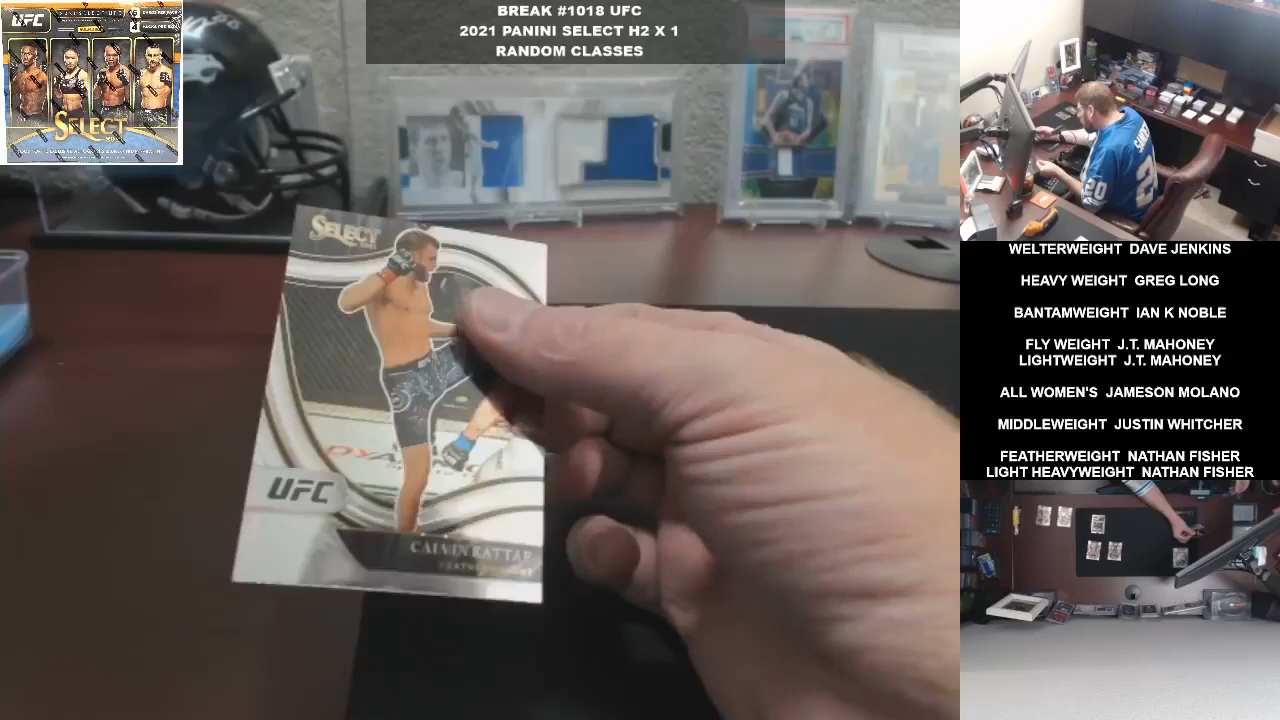 BREAK #1018 UFC
2021 PANINI SELECT H2 X 1
RANDOM CLASSES
UFC
SELECT
SELECT
UFC
CALVIN KATTAR
FEATHERWEIGHT
20
WELTERWEIGHT DAVE JENKINS
HEAVY WEIGHT GREG LONG
BANTAMWEIGHT IAN K NOBLE
FLY WEIGHT J.T. MAHONEY
LIGHTWEIGHT J.T. MAHONEY
ALL WOMEN'S JAMESON MOLANO
MIDDLEWEIGHT JUSTIN WHITCHER
FEATHERWEIGHT NATHAN FISHER
LIGHT HEAVYWEIGHT NATHAN FISHER